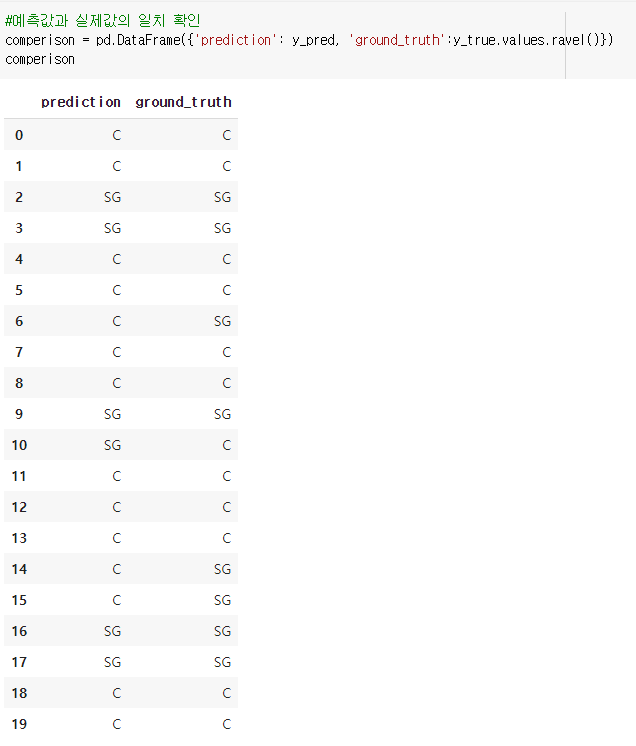 #예측값과 실제값의 일치 확인
comperison = pd.DataFrame({'prediction': y_pred, 'ground_truth':y_true.values.ravel()})
comperison
prediction ground_truth
0 C C
1 C C
2 SG SG
3 SG SG
4 C C
5 C C
6 C SG
7 C C
8 C C
9 SG SG
10 SG C
11 C C
12 C C
13 C C
14 C SG
15 C SG
16 SG SG
17 SG SG
18 C C
19 C C